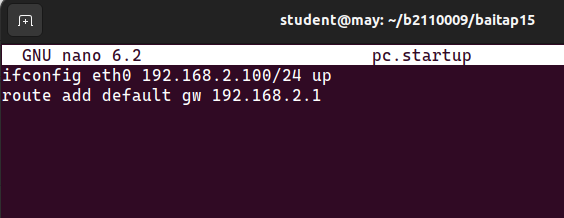 student@may: ~/b2110009/baitap15
GNU nano 6.2 pc.startup
ifconfig eth0 192.168.2.100/24 up
route add default gw 192.168.2.1